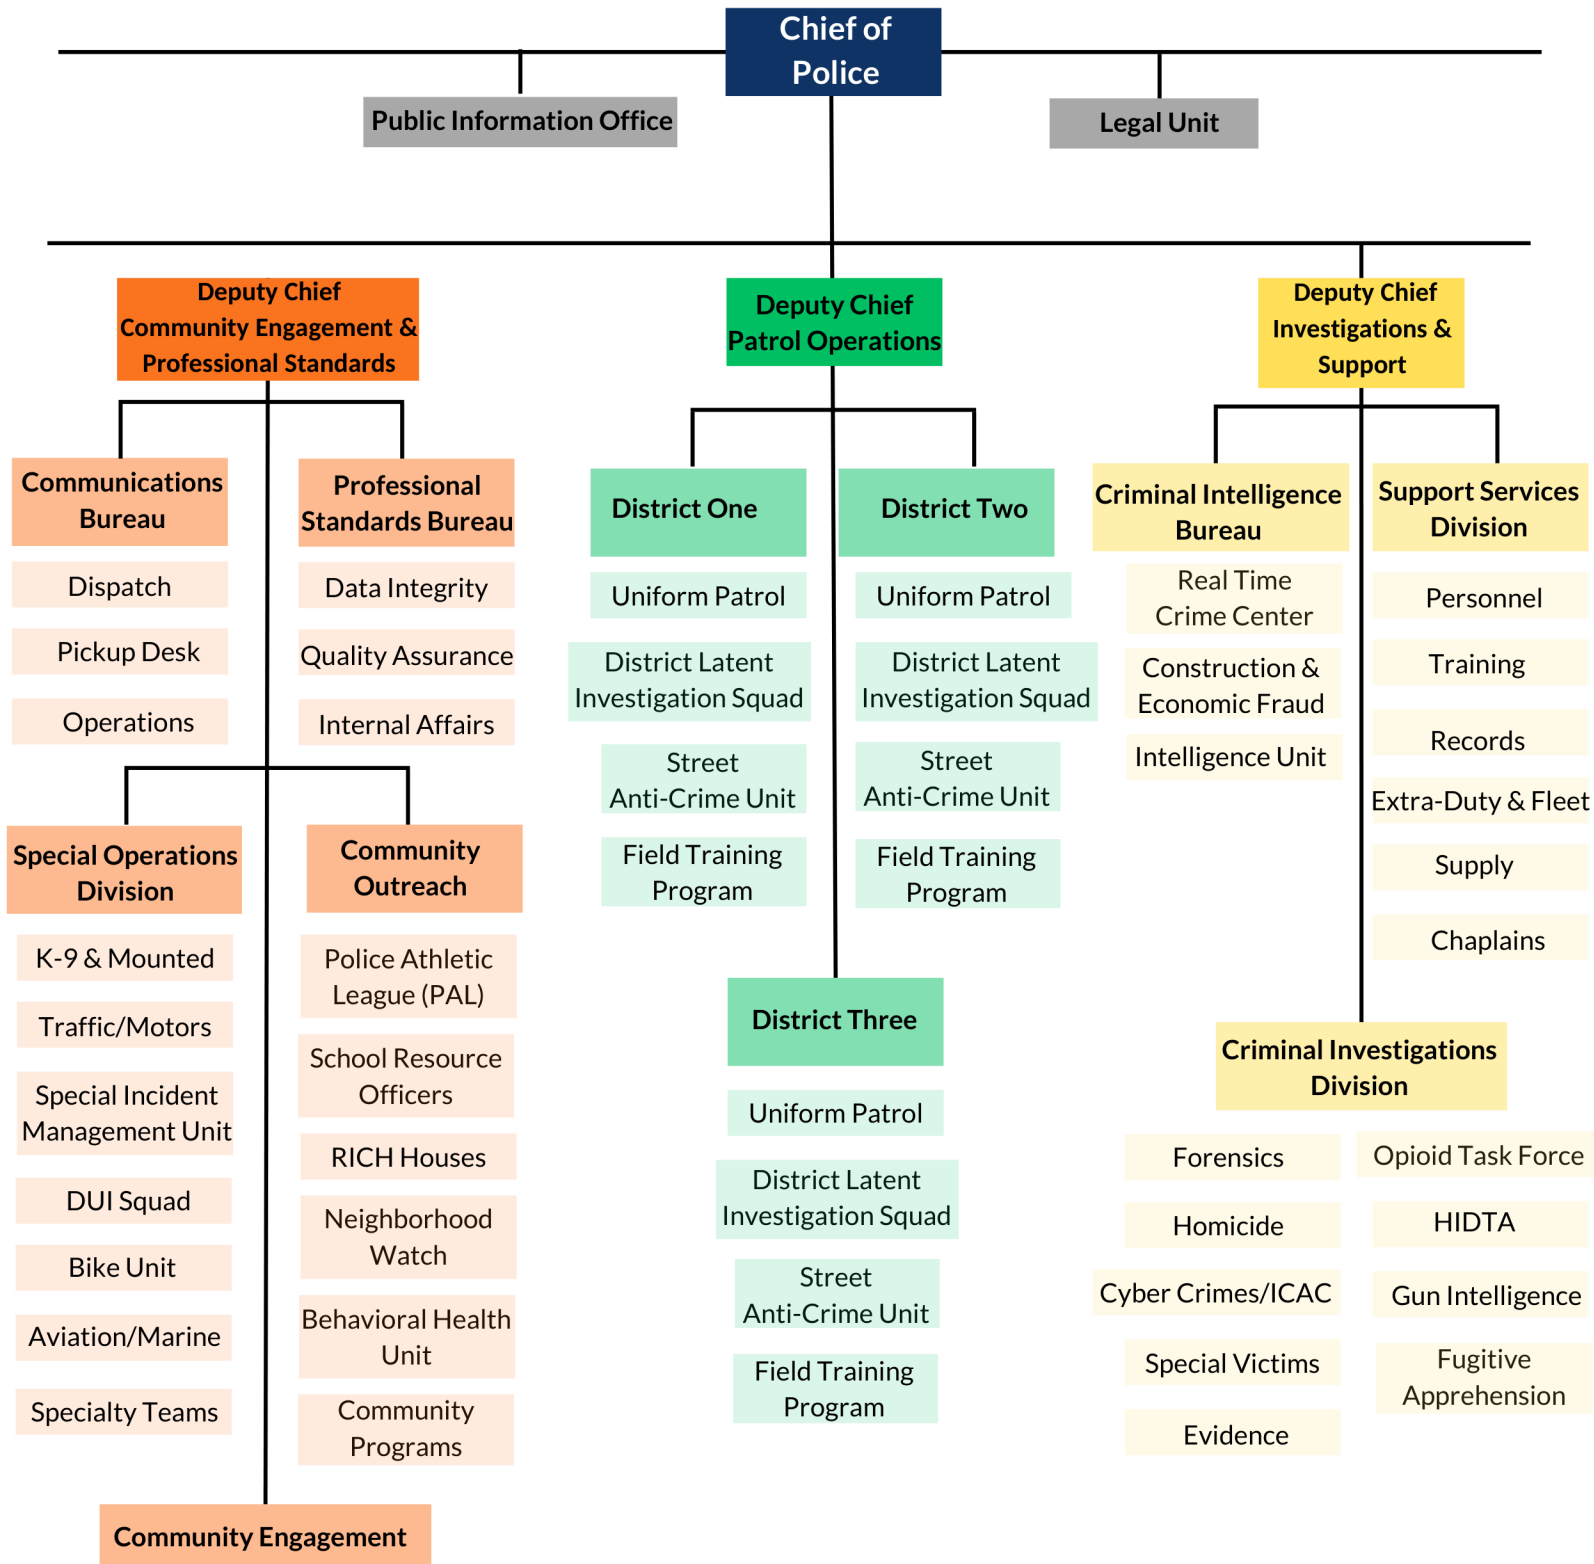 Chief of
Police
Public Information Office
Legal Unit
Deputy Chief
Community Engagement &
Professional Standards
Communications
Bureau
Dispatch
Pickup Desk
Operations
Professional
Standards Bureau
Data Integrity
Quality Assurance
Internal Affairs
Special Operations
Division
K-9 & Mounted
Traffic/Motors
Special Incident
Management Unit
DUI Squad
Bike Unit
Aviation/Marine
Specialty Teams
Community
Outreach
Police Athletic
League (PAL)
School Resource
Officers
RICH Houses
Neighborhood
Watch
Behavioral Health
Unit
Community
Programs
Community Engagement
Deputy Chief
Patrol Operations
District One
Uniform Patrol
District Latent
Investigation Squad
Street
Anti-Crime Unit
Field Training
Program
District Two
Uniform Patrol
District Latent
Investigation Squad
Street
Anti-Crime Unit
Field Training
Program
District Three
Uniform Patrol
District Latent
Investigation Squad
Street
Anti-Crime Unit
Field Training
Program
Deputy Chief
Investigations &
Support
Criminal Intelligence
Bureau
Real Time
Crime Center
Construction &
Economic Fraud
Intelligence Unit
Support Services
Division
Personnel
Training
Records
Extra-Duty & Fleet
Supply
Chaplains
Criminal Investigations
Division
Forensics
Homicide
Cyber Crimes/ICAC
Special Victims
Evidence
Opioid Task Force
HIDTA
Gun Intelligence
Fugitive
Apprehension